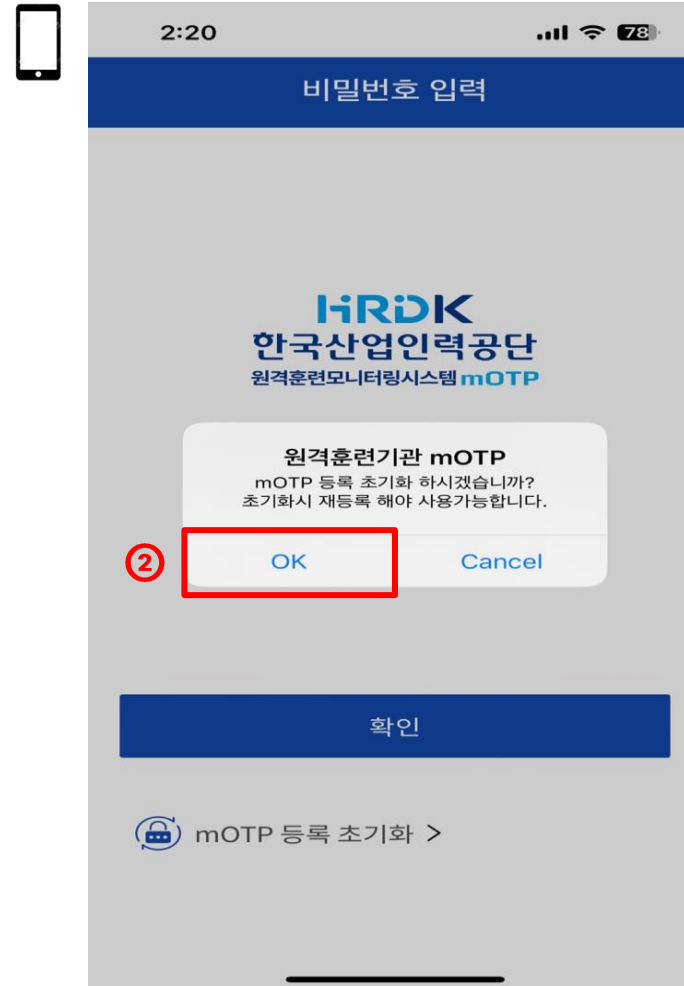 2:20
78
비밀번호 입력
HRDK
한국산업인력공단
원격훈련모니터링시스템 mOTP
원격훈련기관 mOTP
mOTP 등록 초기화 하시겠습니까?
초기화시 재등록 해야 사용가능합니다.
② OK Cancel
확인
mOTP 등록 초기화 >